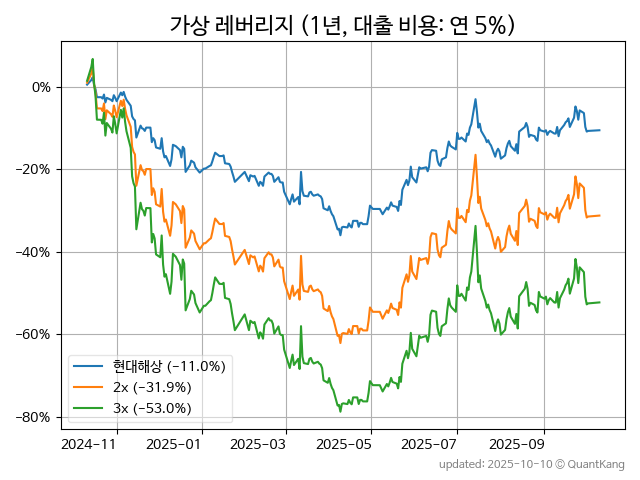 가상 레버리지 (1년, 대출 비용: 연 5%)
0%
−20%
−40%
−60%
−80%
현대해상 (−11.0%)
2x (−31.9%)
3x (−53.0%)
2024-11 2025-01 2025-03 2025-05 2025-07 2025-09
updated: 2025-10-10 © QuantKang